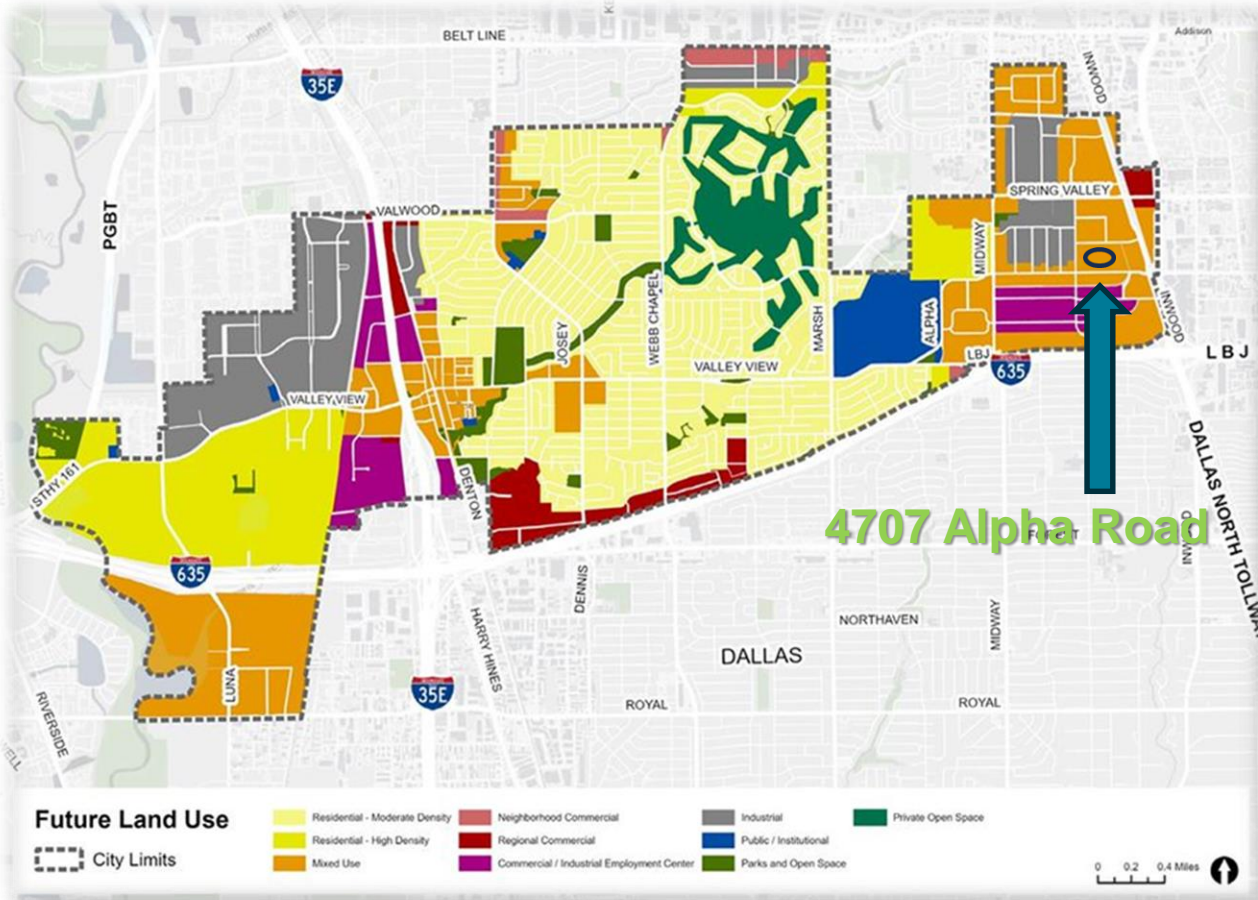 BELT LINE
Addison
INWOOD
35E
PGBT
VALWOOD
SPRING VALLEY
MIDWAY
JOSEY
WEBB CHAPEL
MARSH
ALPHA
INWOOD
LBJ
LBJ
635
VALLEY VIEW
VALLEY VIEW
STHY 161
DENTON
DALLAS NORTH TOLLWA
4707 Alpha Road
635
DENNIS
HARRY HINES
NORTHAVEN
MIDWAY
DALLAS
LUNA
35E
ROYAL
ROYAL
RIVERSIDE
Future Land Use
City Limits
Residential - Moderate Density
Residential - High Density
Mixed Use
Neighborhood Commercial
Regional Commercial
Commercial / Industrial Employment Center
Industrial
Public / Institutional
Parks and Open Space
Private Open Space
0 0.2 0.4 Miles